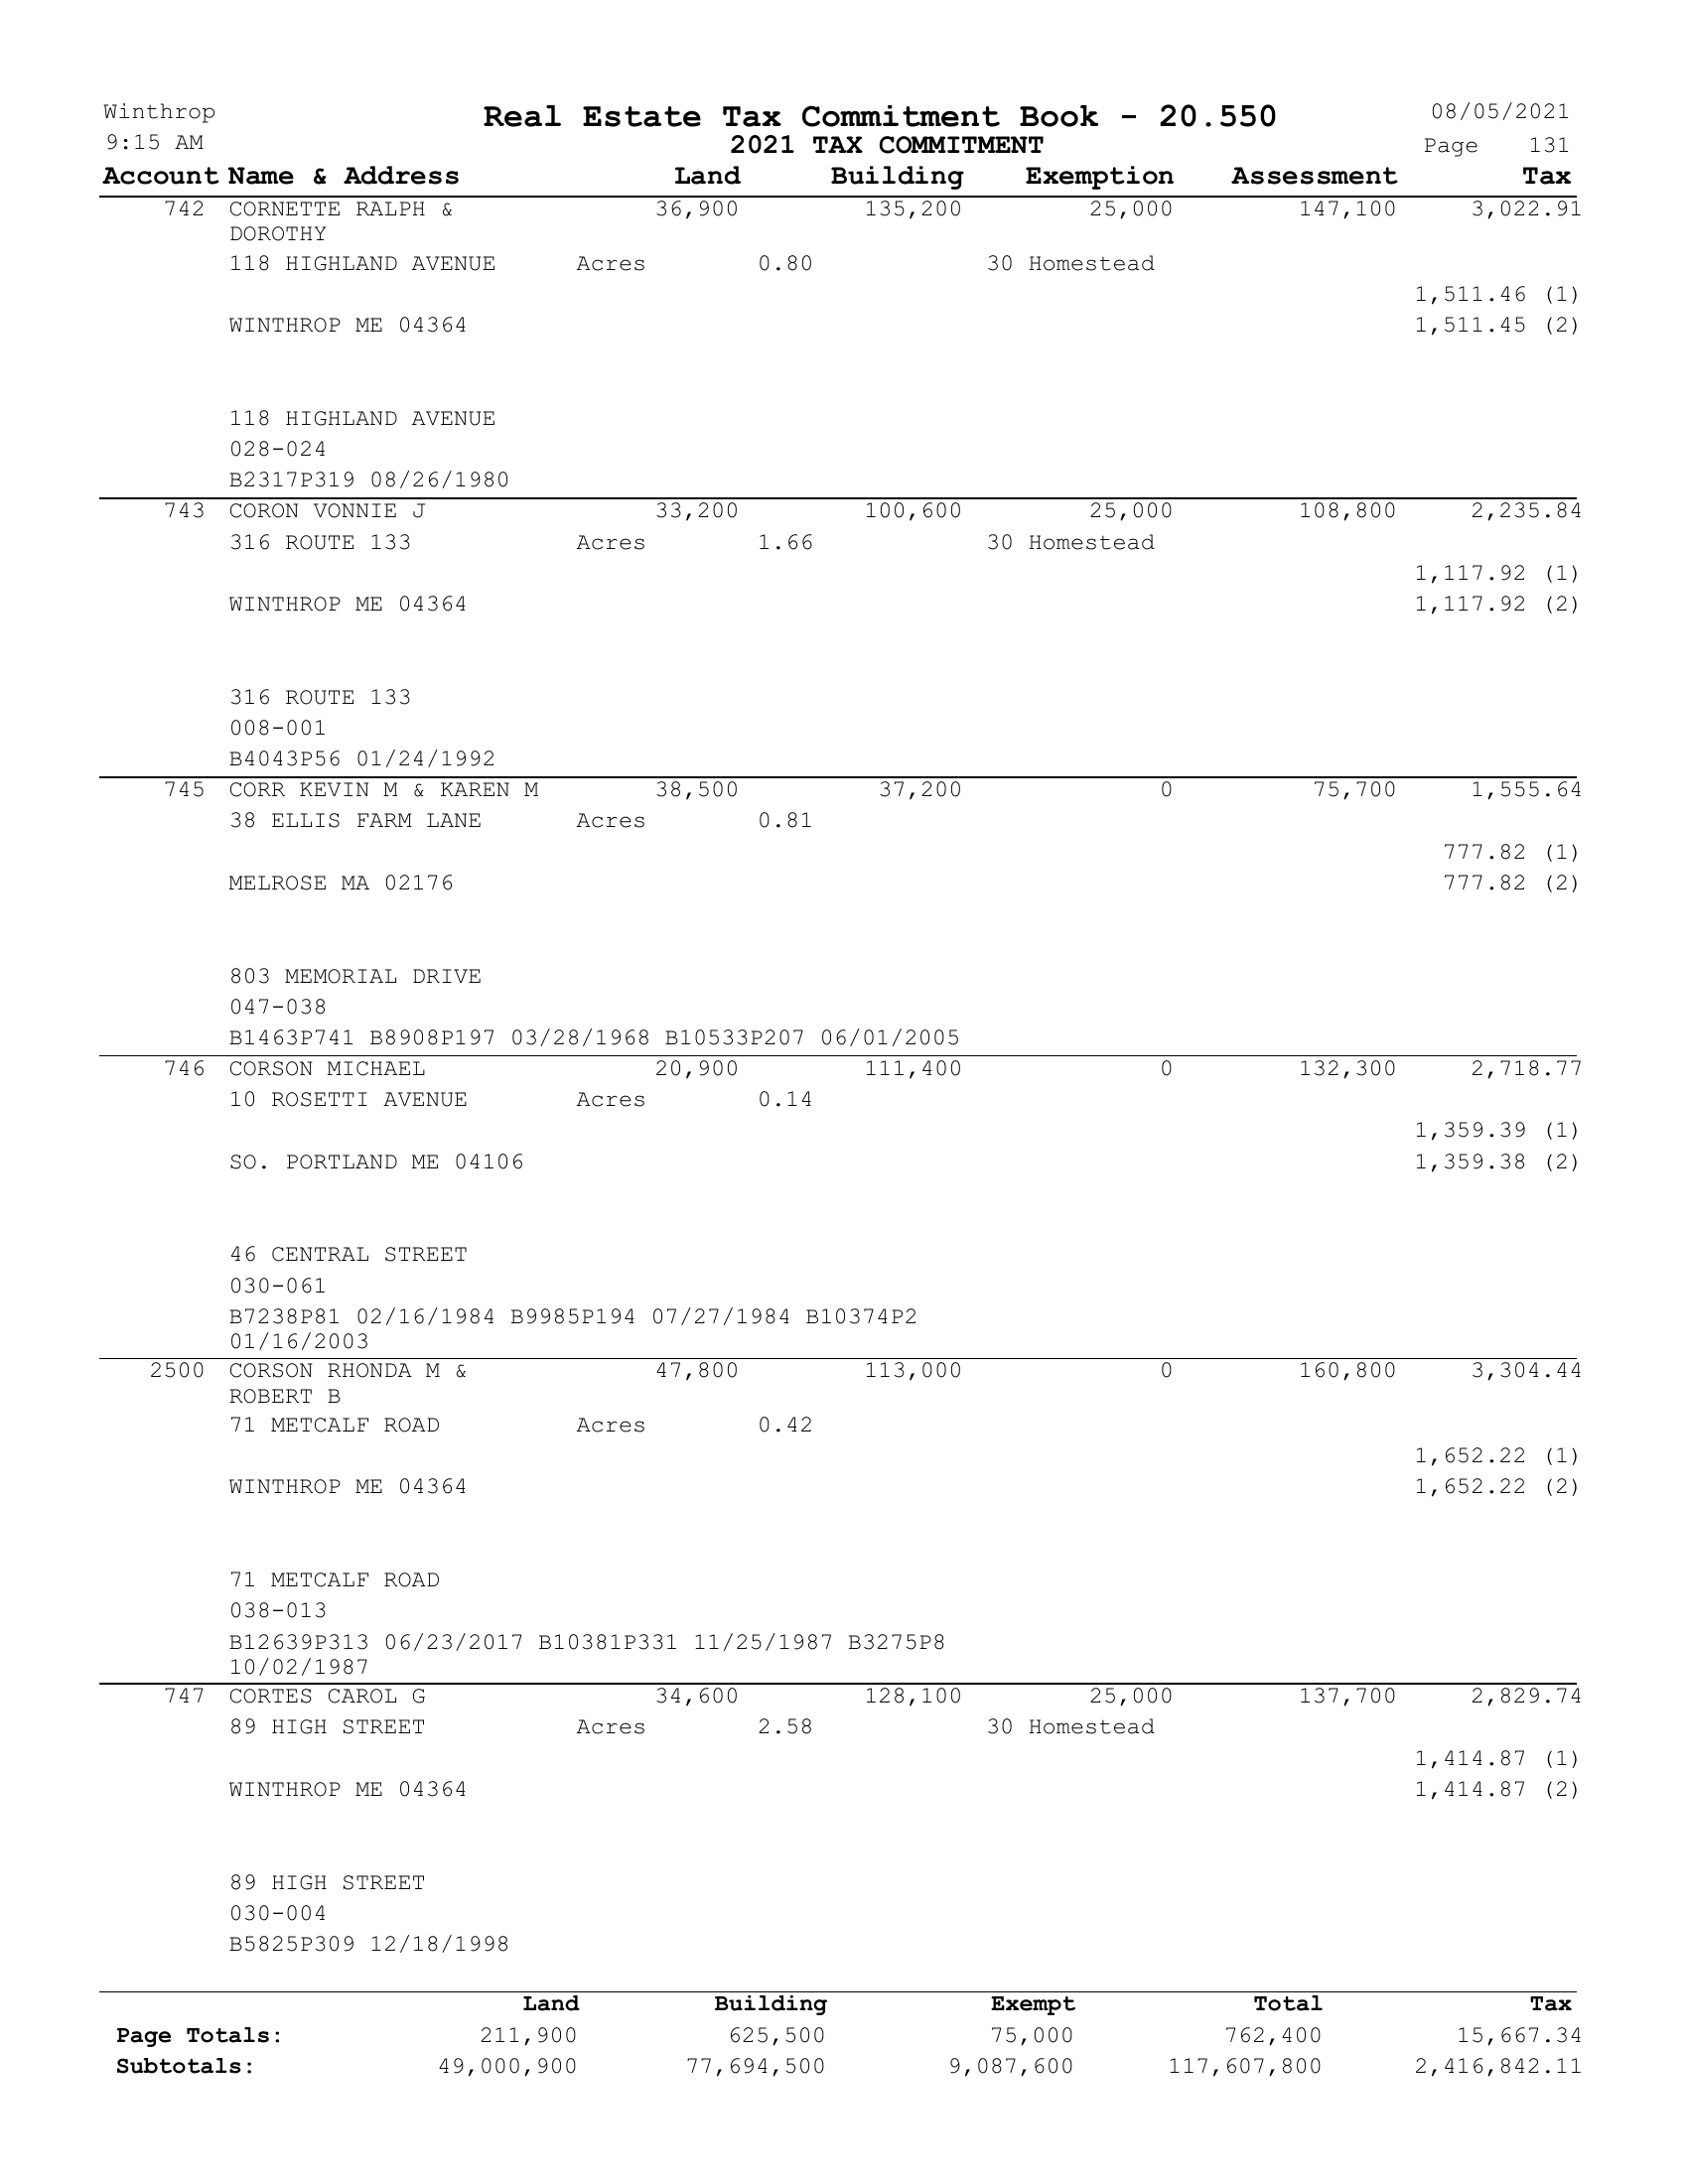 Winthrop Real Estate Tax Commitment Book - 20.550 08/05/2021
9:15 AM 2021 TAX COMMITMENT Page 131
Account Name & Address Land Building Exemption Assessment Tax
742 CORNETTE RALPH & 36,900 135,200 25,000 147,100 3,022.91
DOROTHY
118 HIGHLAND AVENUE Acres 0.80 30 Homestead
1,511.46 (1)
WINTHROP ME 04364 1,511.45 (2)
118 HIGHLAND AVENUE
028-024
B2317P319 08/26/1980
743 CORON VONNIE J 33,200 100,600 25,000 108,800 2,235.84
316 ROUTE 133 Acres 1.66 30 Homestead
1,117.92 (1)
WINTHROP ME 04364 1,117.92 (2)
316 ROUTE 133
008-001
B4043P56 01/24/1992
745 CORR KEVIN M & KAREN M 38,500 37,200 0 75,700 1,555.64
38 ELLIS FARM LANE Acres 0.81
777.82 (1)
MELROSE MA 02176 777.82 (2)
803 MEMORIAL DRIVE
047-038
B1463P741 B8908P197 03/28/1968 B10533P207 06/01/2005
746 CORSON MICHAEL 20,900 111,400 0 132,300 2,718.77
10 ROSETTI AVENUE Acres 0.14
1,359.39 (1)
SO. PORTLAND ME 04106 1,359.38 (2)
46 CENTRAL STREET
030-061
B7238P81 02/16/1984 B9985P194 07/27/1984 B10374P2
01/16/2003
2500 CORSON RHONDA M & 47,800 113,000 0 160,800 3,304.44
ROBERT B
71 METCALF ROAD Acres 0.42
1,652.22 (1)
WINTHROP ME 04364 1,652.22 (2)
71 METCALF ROAD
038-013
B12639P313 06/23/2017 B10381P331 11/25/1987 B3275P8
10/02/1987
747 CORTES CAROL G 34,600 128,100 25,000 137,700 2,829.74
89 HIGH STREET Acres 2.58 30 Homestead
1,414.87 (1)
WINTHROP ME 04364 1,414.87 (2)
89 HIGH STREET
030-004
B5825P309 12/18/1998
Land Building Exempt Total Tax
Page Totals: 211,900 625,500 75,000 762,400 15,667.34
Subtotals: 49,000,900 77,694,500 9,087,600 117,607,800 2,416,842.11